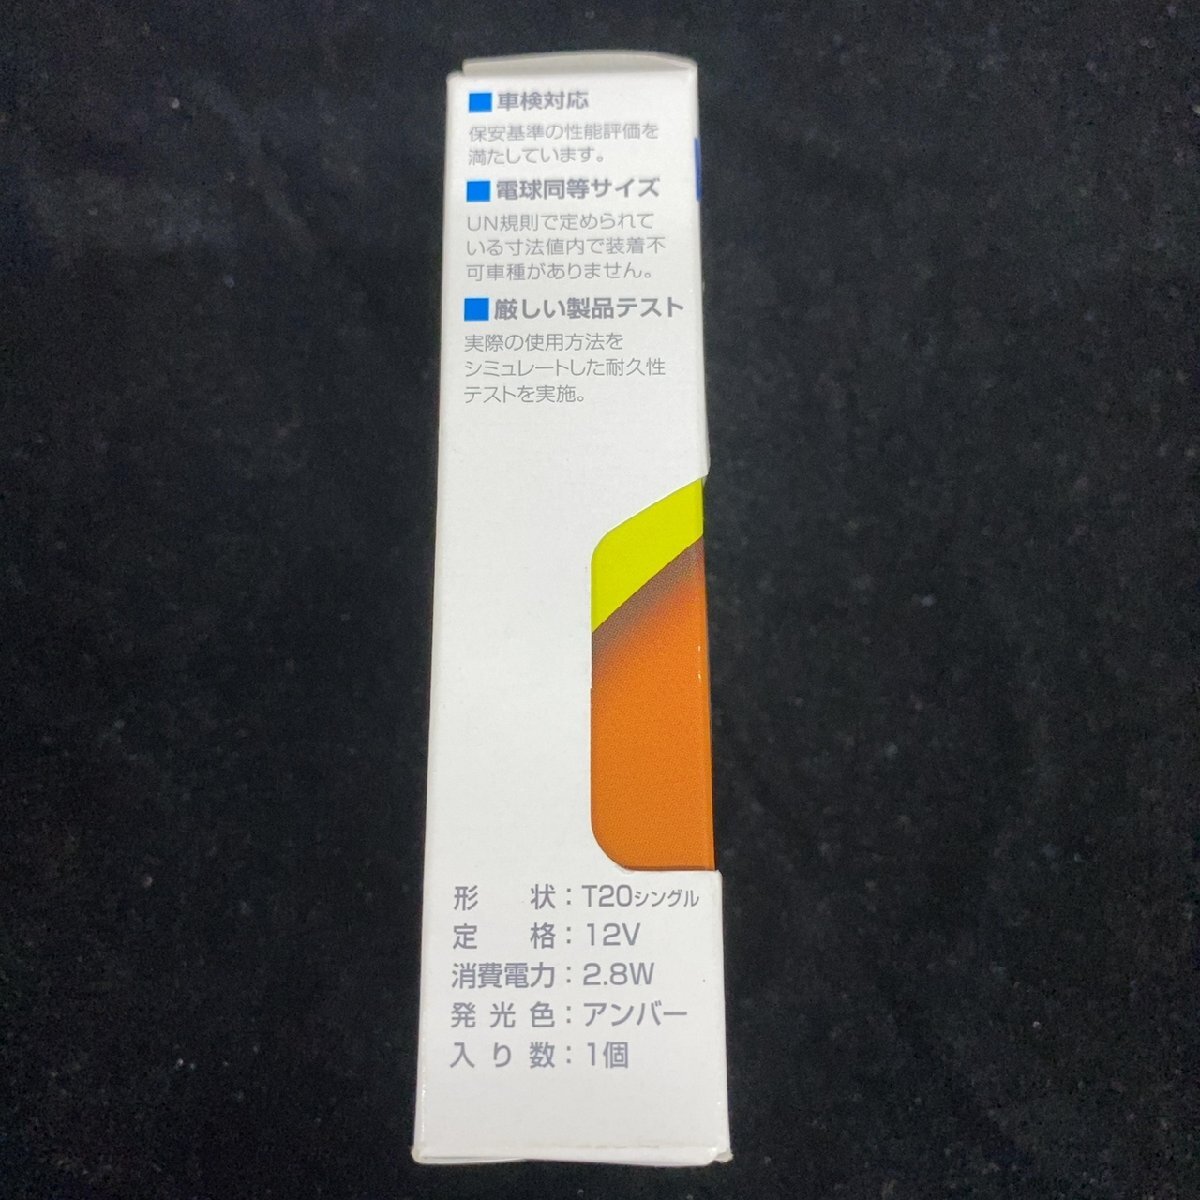 ■車検対応
保安基準の性能評価を
満たしています。
■電球同等サイズ
UN規則で定められて
いる寸法値内で装着不
可車種がありません。
■厳しい製品テスト
実際の使用方法を
シミュレートした耐久性
テストを実施。
形状：T20シングル
定格：12V
消費電力：2.8W
発光色：アンバー
入り数：1個